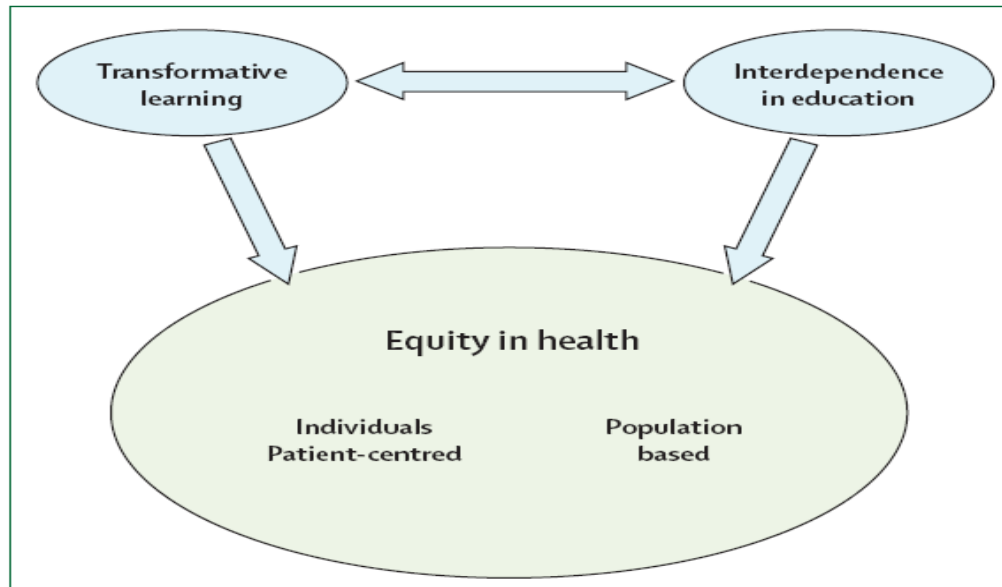 Transformative
learning
Interdependence
in education
Equity in health
Individuals
Patient-centred
Population
based